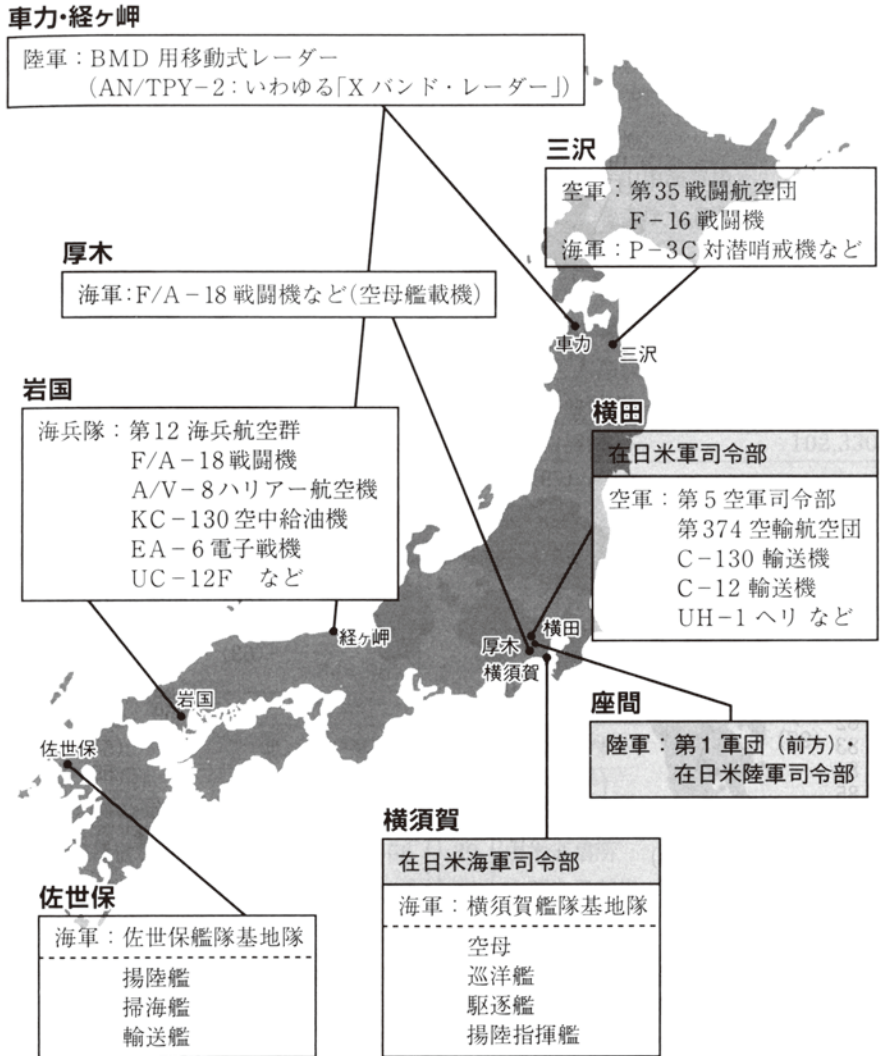 車力・経ヶ岬
陸軍：BMD 用移動式レーダー
（AN/TPY−2：いわゆる「X バンド・レーダー」）
三沢
空軍：第35 戦闘航空団
F−16 戦闘機
海軍：P−3C 対潜哨戒機など
厚木
海軍：F/A−18 戦闘機など（空母艦載機）
車力
三沢
岩国
海兵隊：第12 海兵航空群
F/A−18 戦闘機
A/V−8 ハリアー航空機
KC−130 空中給油機
EA−6 電子戦機
UC−12F など
横田
在日米軍司令部
空軍：第 5 空軍司令部
第374 空輸航空団
C−130 輸送機
C−12 輸送機
UH−1 ヘリ など
経ヶ岬
横田
厚木
横須賀
岩国
佐世保
座間
陸軍：第 1 軍団（前方）・
在日米陸軍司令部
横須賀
在日米海軍司令部
海軍：横須賀艦隊基地隊
空母
巡洋艦
駆逐艦
揚陸指揮艦
佐世保
海軍：佐世保艦隊基地隊
揚陸艦
掃海艦
輸送艦